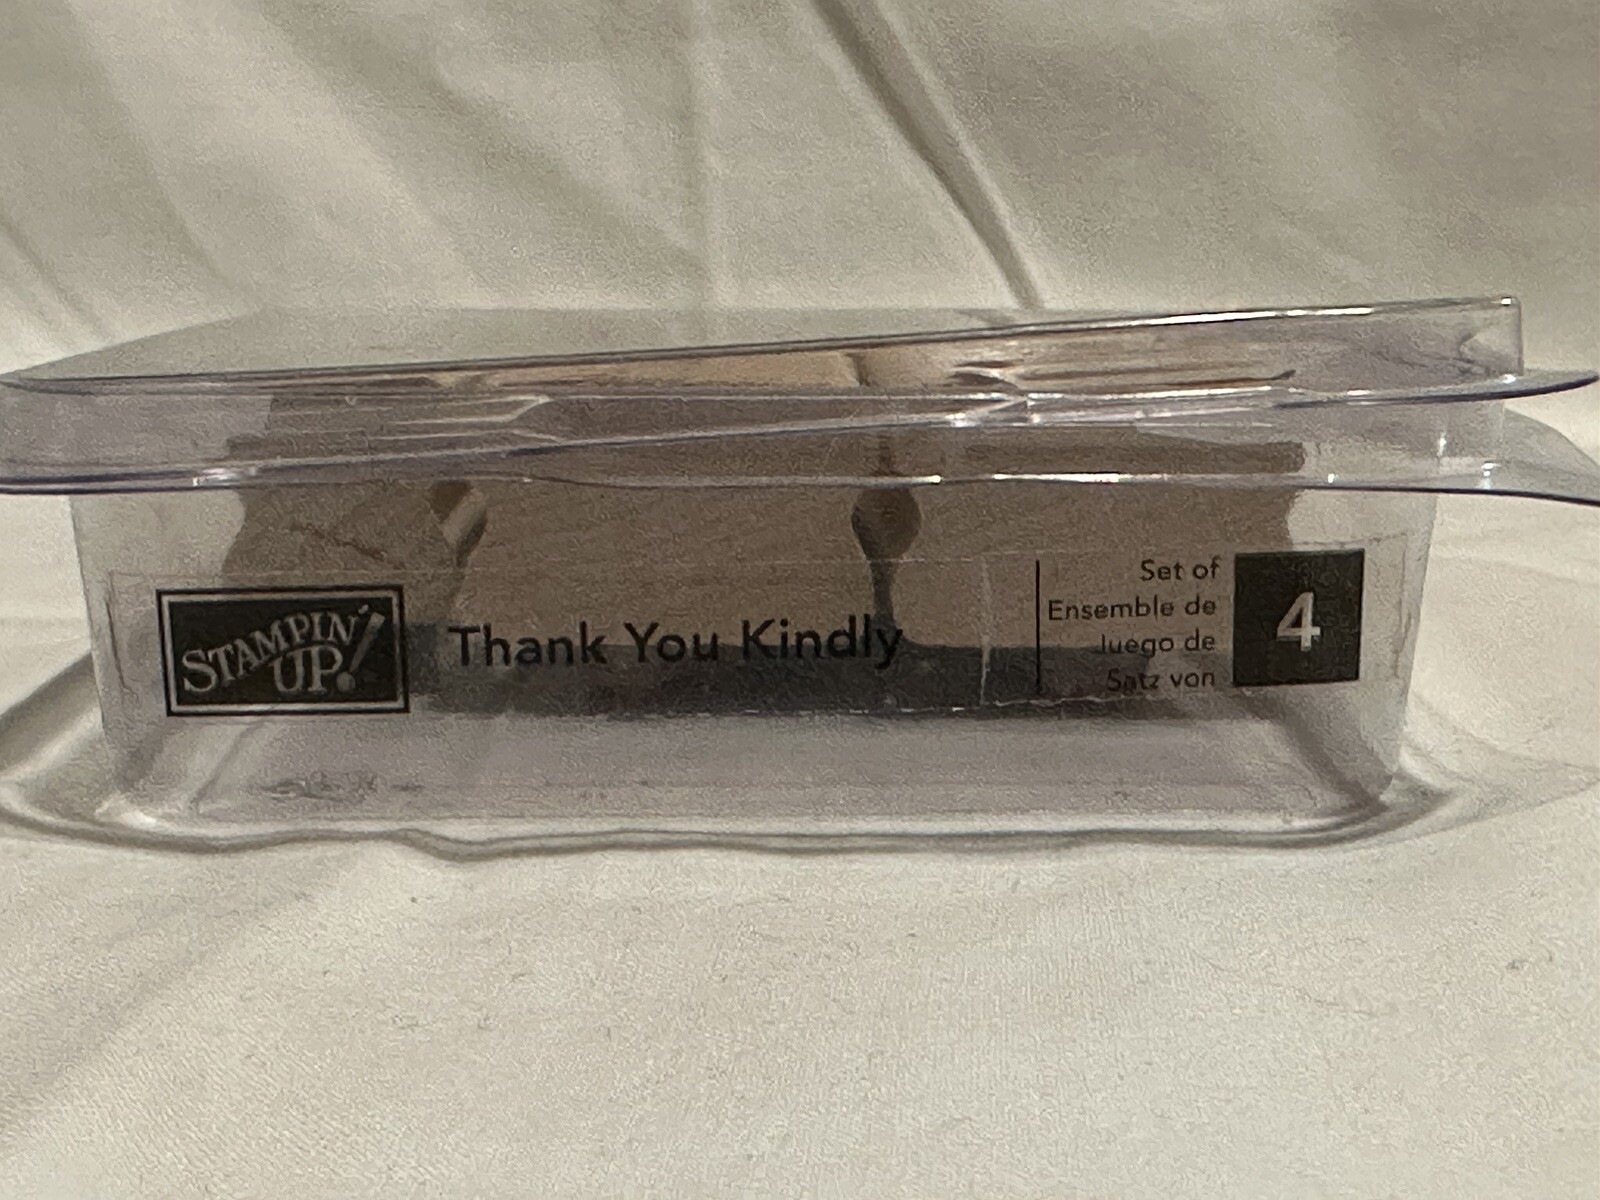 STAMPIN'
UP!
Thank You Kindly
Set of
Ensemble de
Juego de
Satz von
4